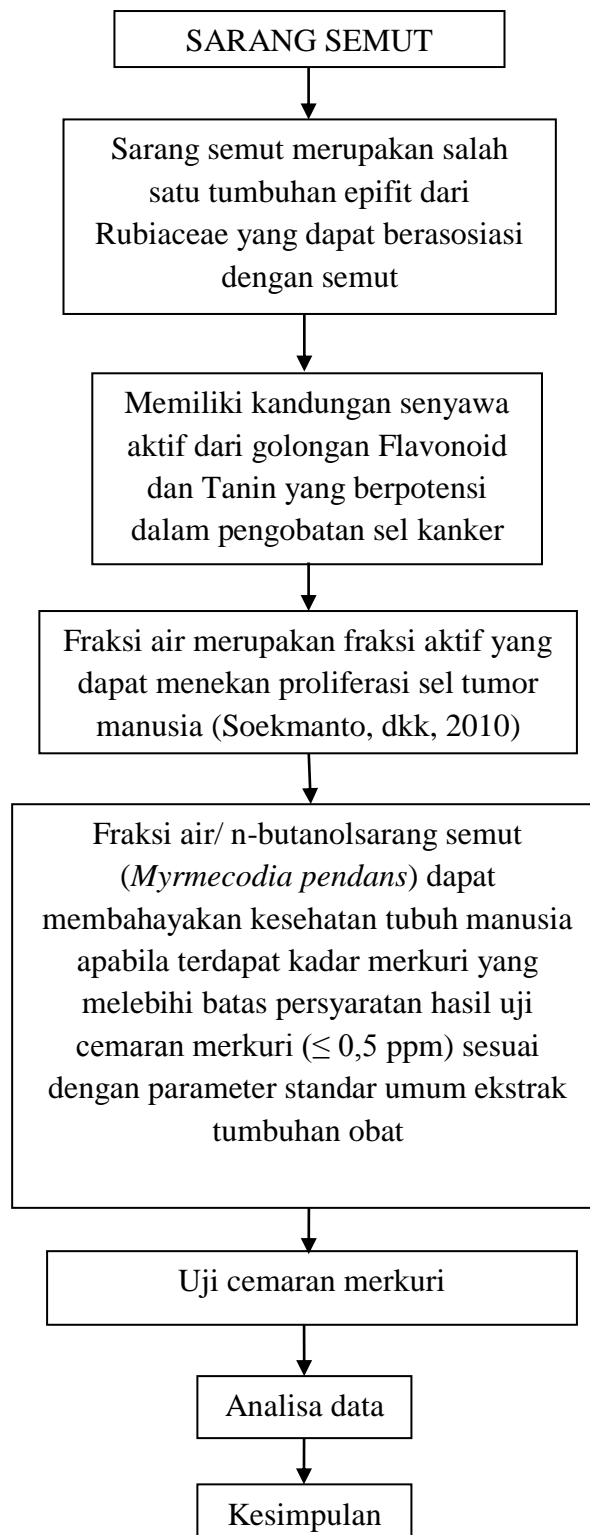 SARANG SEMUT
Sarang semut merupakan salah
satu tumbuhan epifit dari
Rubiaceae yang dapat berasosiasi
dengan semut
Memiliki kandungan senyawa
aktif dari golongan Flavonoid
dan Tanin yang berpotensi
dalam pengobatan sel kanker
Fraksi air merupakan fraksi aktif yang
dapat menekan proliferasi sel tumor
manusia (Soekmanto, dkk, 2010)
Fraksi air/ n-butanolsarang semut
(Myrmecodia pendans) dapat
membahayakan kesehatan tubuh manusia
apabila terdapat kadar merkuri yang
melebihi batas persyaratan hasil uji
cemaran merkuri (≤ 0,5 ppm) sesuai
dengan parameter standar umum ekstrak
tumbuhan obat
Uji cemaran merkuri
Analisa data
Kesimpulan